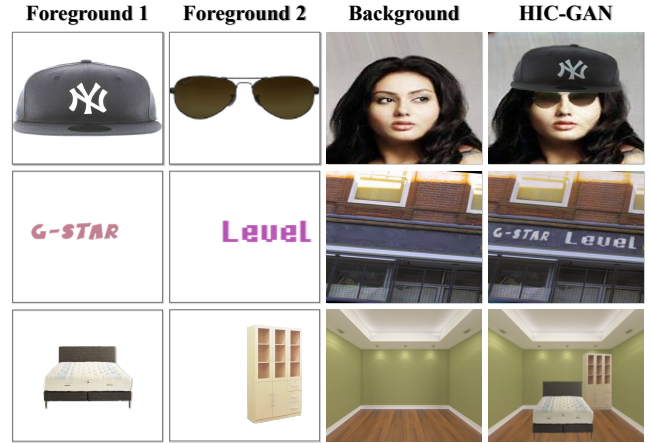 Foreground 1 Foreground 2 Background HIC-GAN
NY NY
G-STAR Level G-STAR Level